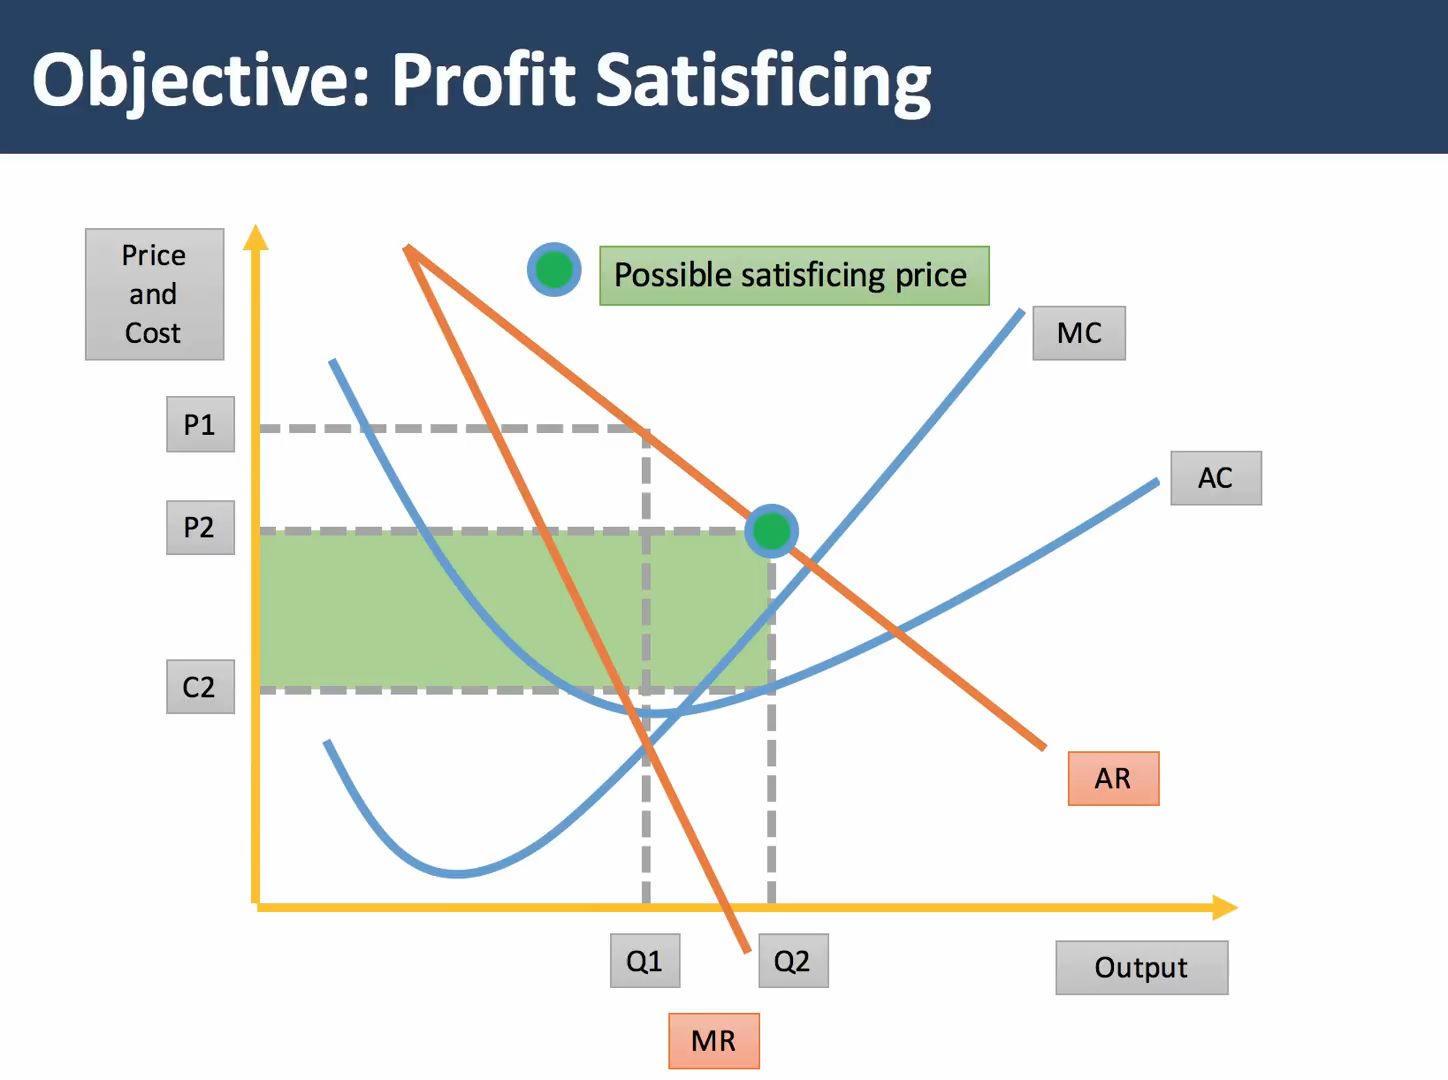 Objective: Profit Satisficing
Price
and
Cost
Possible satisficing price
MC
P1
AC
P2
C2
AR
Q1
Q2
Output
MR